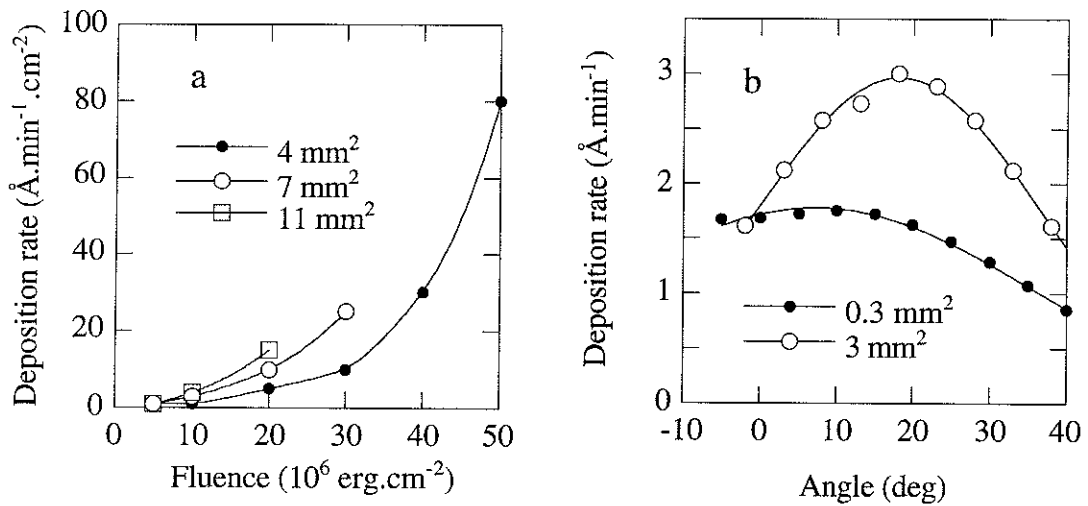 Deposition rate (Å.min⁻¹.cm⁻²)
100
80
60
40
20
0
a
4 mm²
7 mm²
11 mm²
0 10 20 30 40 50
Fluence (10⁶ erg.cm⁻²)
Deposition rate (Å.min⁻¹)
3
2
1
0
b
0.3 mm²
3 mm²
-10 0 10 20 30 40
Angle (deg)